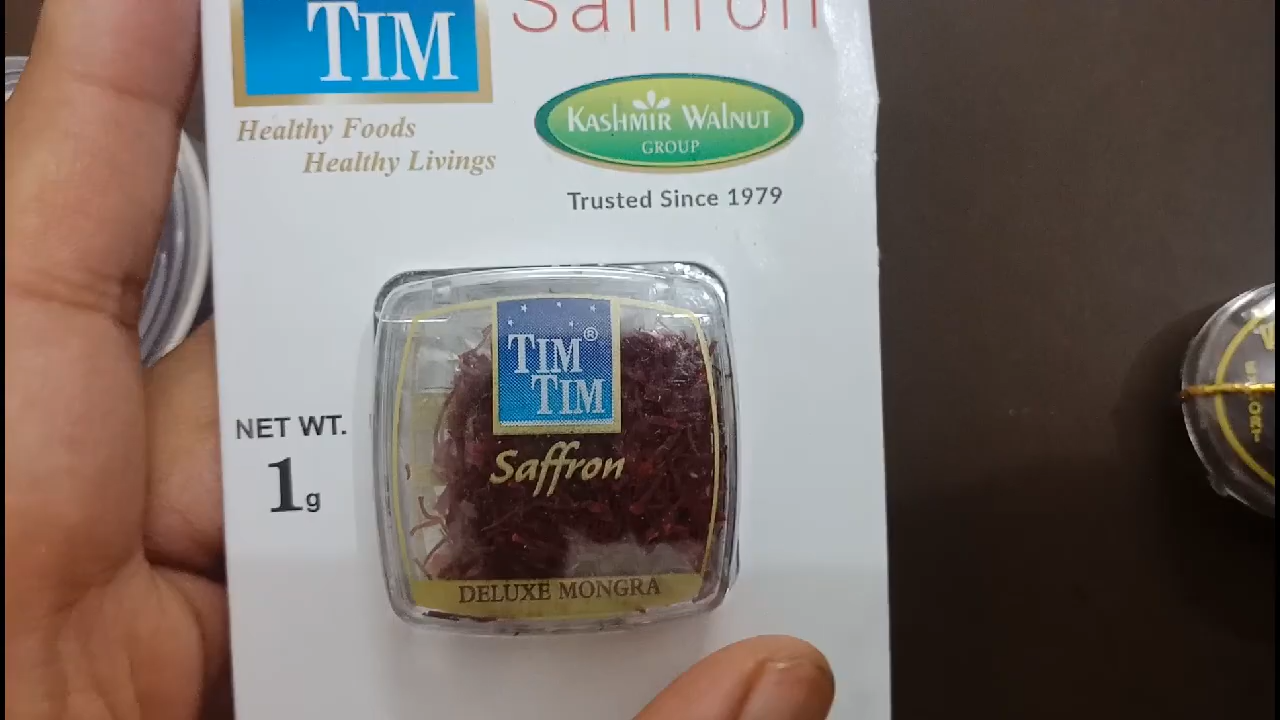 Saffron
TIM
Healthy Foods
Healthy Livings
KASHMIR WALNUT
GROUP
Trusted Since 1979
NET WT.
1g
TIM®
TIM
Saffron
DELUXE MONGRA